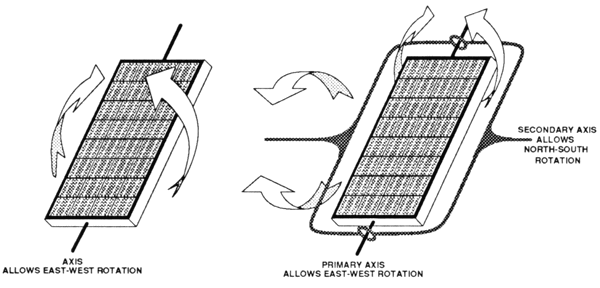 SECONDARY AXIS
ALLOWS
NORTH-SOUTH
ROTATION
AXIS
ALLOWS EAST-WEST ROTATION
PRIMARY AXIS
ALLOWS EAST-WEST ROTATION